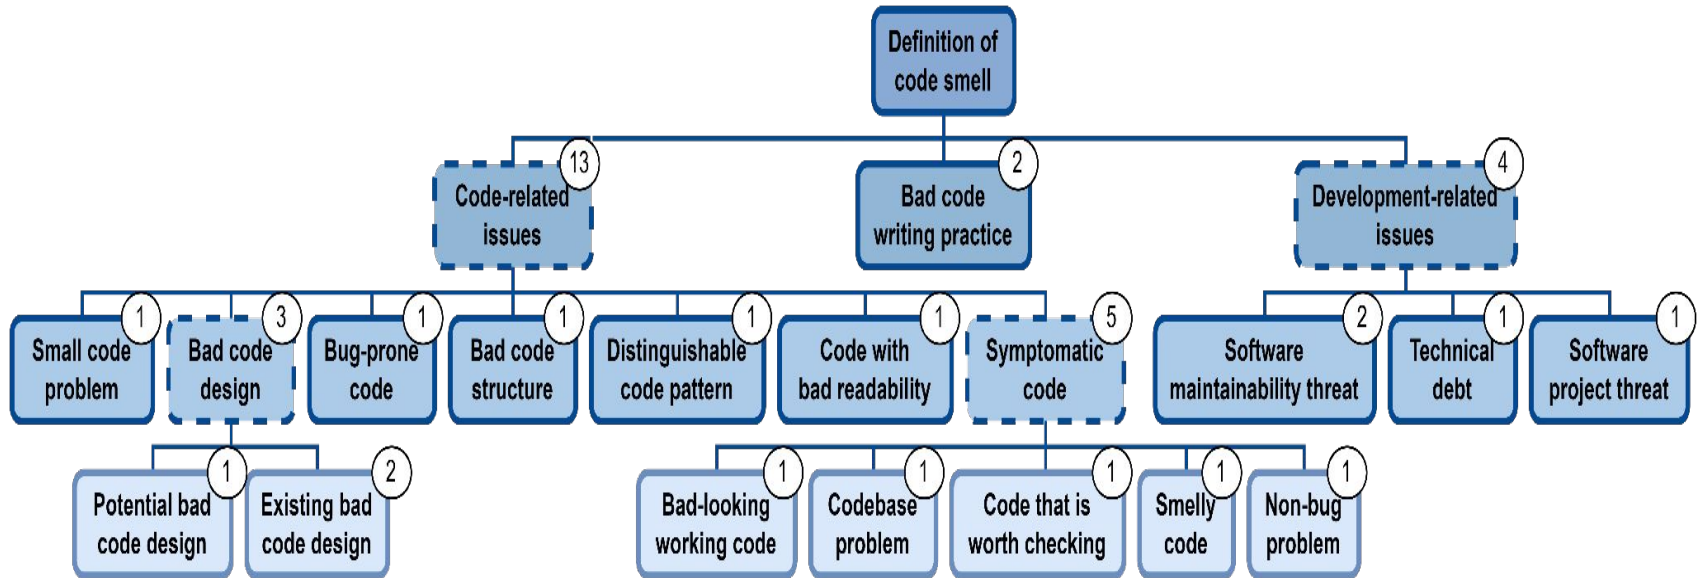 Definition of
code smell
13
Code-related
issues
2
Bad code
writing practice
4
Development-related
issues
1
Small code
problem
3
Bad code
design
1
Bug-prone
code
1
Bad code
structure
1
Distinguishable
code pattern
1
Code with
bad readability
5
Symptomatic
code
2
Software
maintainability threat
1
Technical
debt
1
Software
project threat
1
Potential bad
code design
2
Existing bad
code design
1
Bad-looking
working code
1
Codebase
problem
1
Code that is
worth checking
1
Smelly
code
1
Non-bug
problem